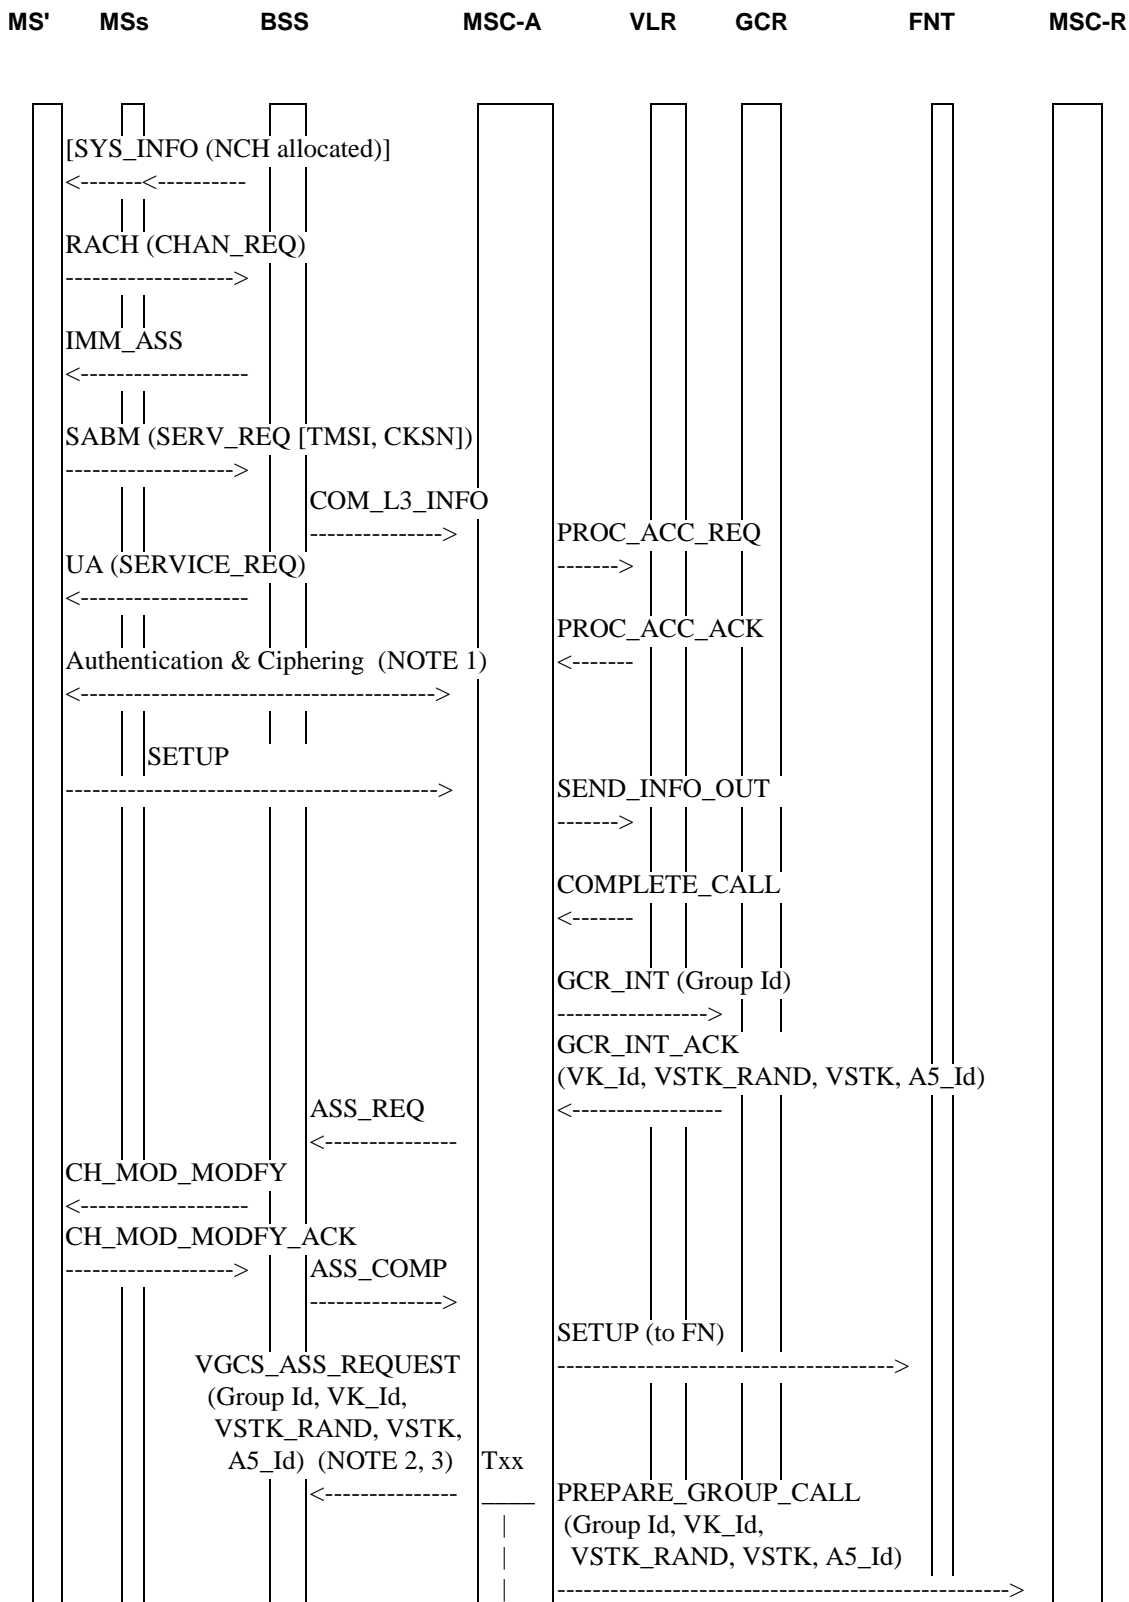 MS' MSs BSS MSC-A VLR GCR FNT MSC-R
[SYS_INFO (NCH allocated)]
<-------<----------
RACH (CHAN_REQ)
------------------->
IMM_ASS
<-------------------
SABM (SERV_REQ [TMSI, CKSN])
------------------->
COM_L3_INFO
---------------> PROC_ACC_REQ
UA (SERVICE_REQ) ------->
<-------------------
PROC_ACC_ACK
Authentication & Ciphering (NOTE 1) <-------
<---------------------------------------->
SETUP
------------------------------------------> SEND_INFO_OUT
------->
COMPLETE_CALL
<-------
GCR_INT (Group Id)
----------------->
GCR_INT_ACK
(VK_Id, VSTK_RAND, VSTK, A5_Id)
ASS_REQ <-----------------
<---------------
CH_MOD_MODFY
<-------------------
CH_MOD_MODFY_ACK
-------------------> ASS_COMP
--------------->
SETUP (to FN)
VGCS_ASS_REQUEST -------------------------------------->
(Group Id, VK_Id,
VSTK_RAND, VSTK,
A5_Id) (NOTE 2, 3) Txx
<--------------- ____ PREPARE_GROUP_CALL
| (Group Id, VK_Id,
| VSTK_RAND, VSTK, A5_Id)
| --------------------------------------------------->